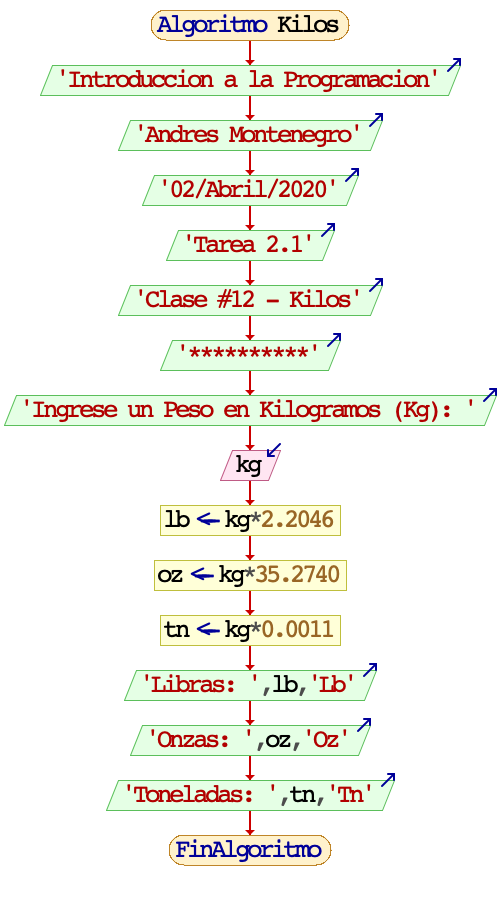 Algoritmo Kilos
'Introduccion a la Programacion'
'Andres Montenegro'
'02/Abril/2020'
'Tarea 2.1'
'Clase #12 - Kilos'
'**********'
'Ingrese un Peso en Kilogramos (Kg): '
kg
lb ← kg*2.2046
oz ← kg*35.2740
tn ← kg*0.0011
'Libras: ',lb,'Lb'
'Onzas: ',oz,'Oz'
'Toneladas: ',tn,'Tn'
FinAlgoritmo